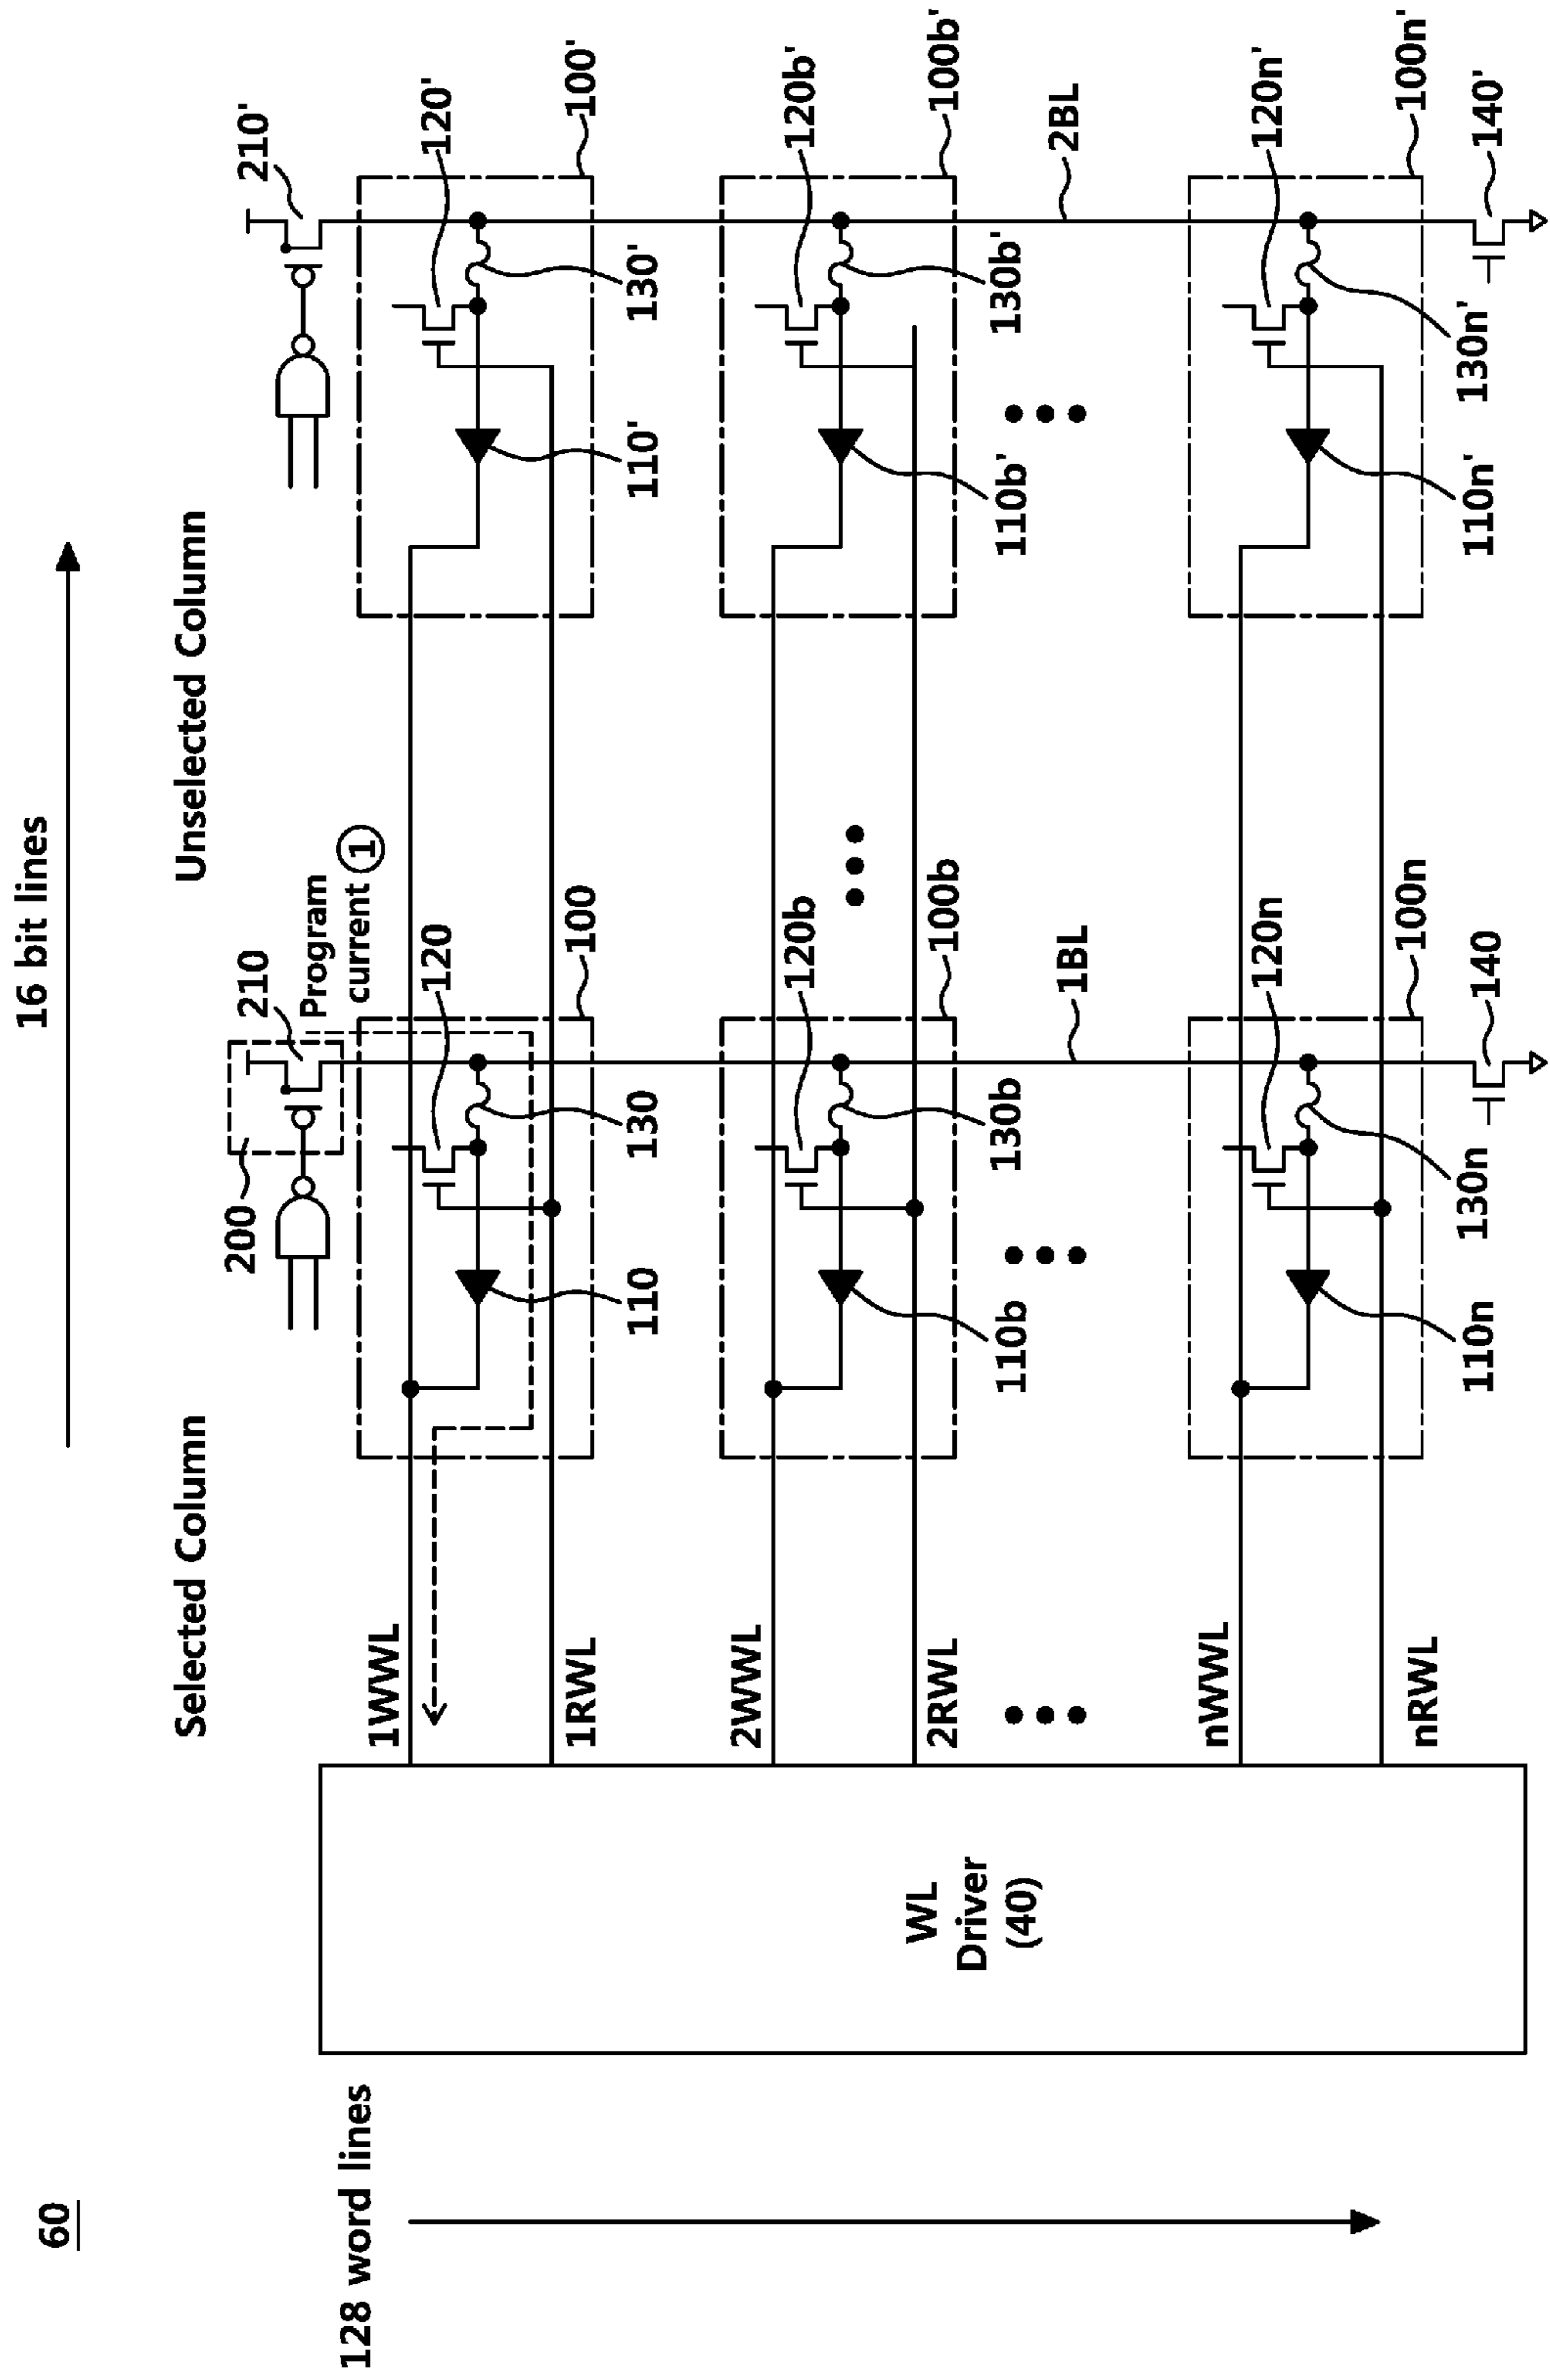 60
16 bit lines
128 word lines
Selected Column
Unselected Column
200
210
Program
current ①
210'
1WWL
120
120'
1RWL
100
100'
110
130
110'
130'
2WWL
120b
120b'
2RWL
100b
100b'
110b
130b
110b'
130b'
1BL
2BL
nWWL
120n
120n'
nRWL
100n
100n'
110n
130n
110n'
130n'
140
140'
WL
Driver
(40)